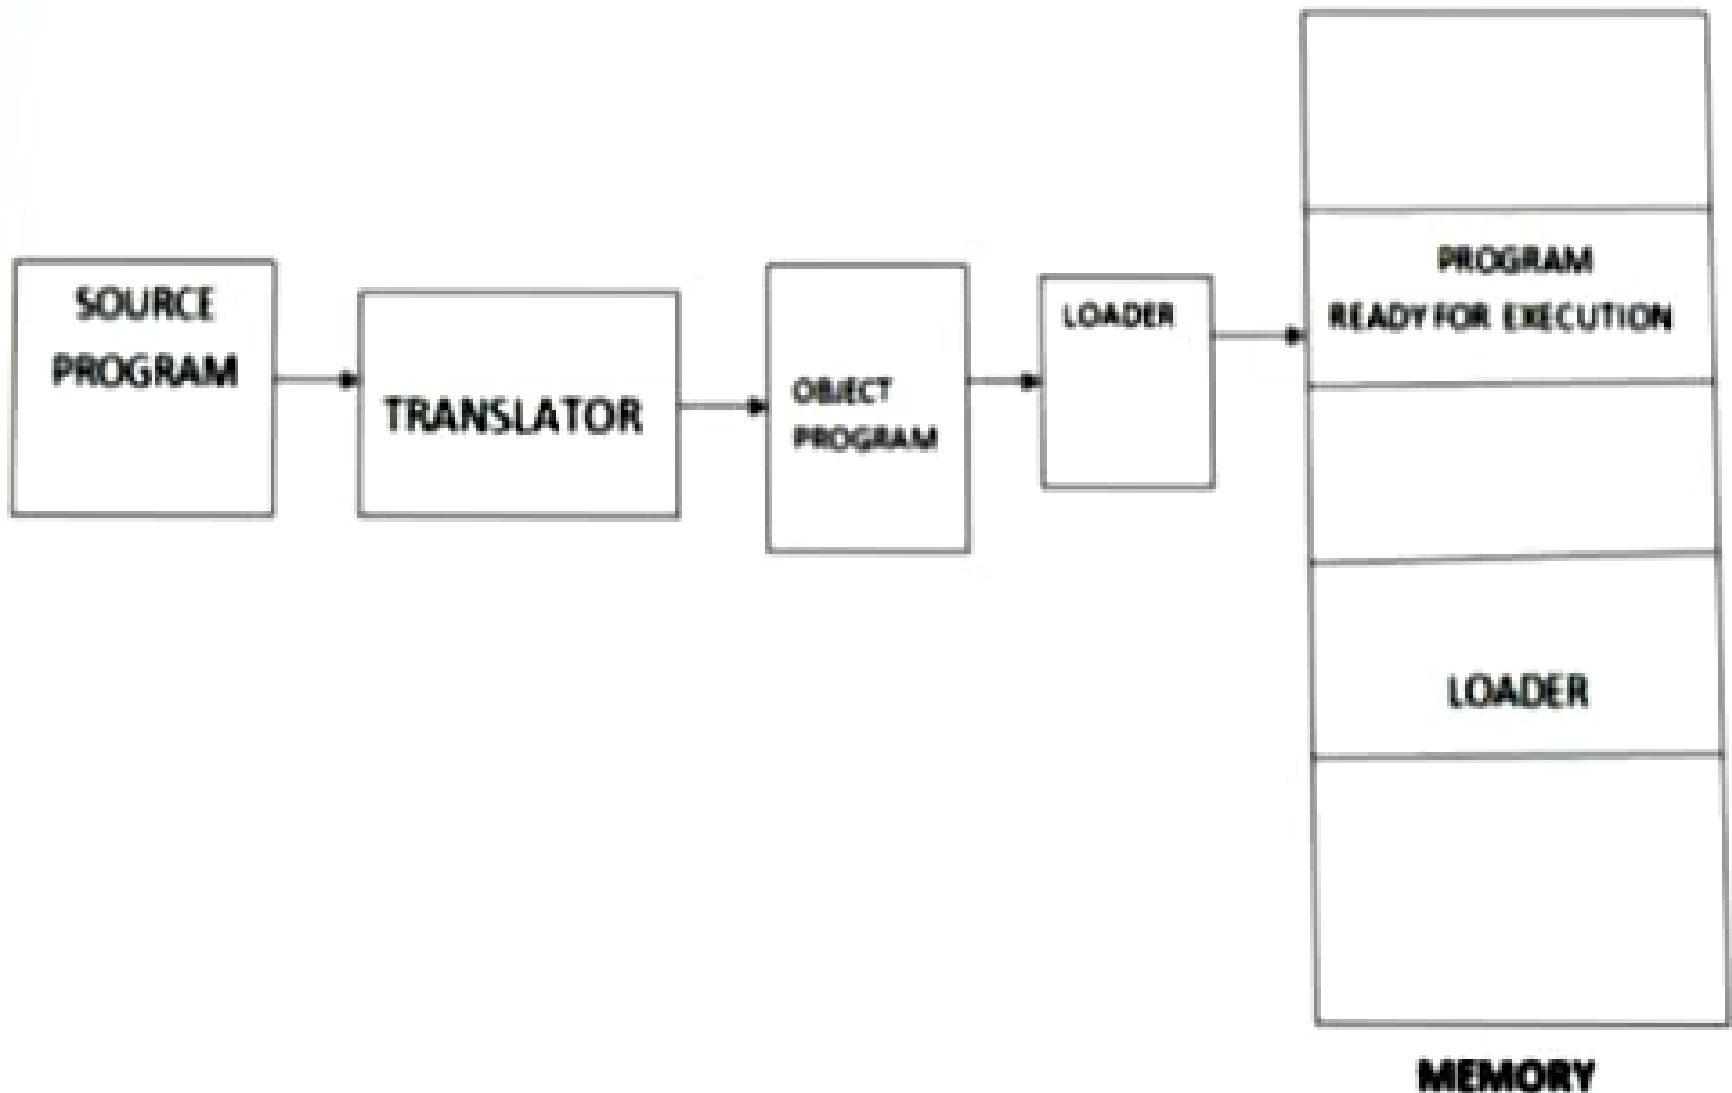 SOURCE
PROGRAM
TRANSLATOR
OBJECT
PROGRAM
LOADER
PROGRAM
READY FOR EXECUTION
LOADER
MEMORY